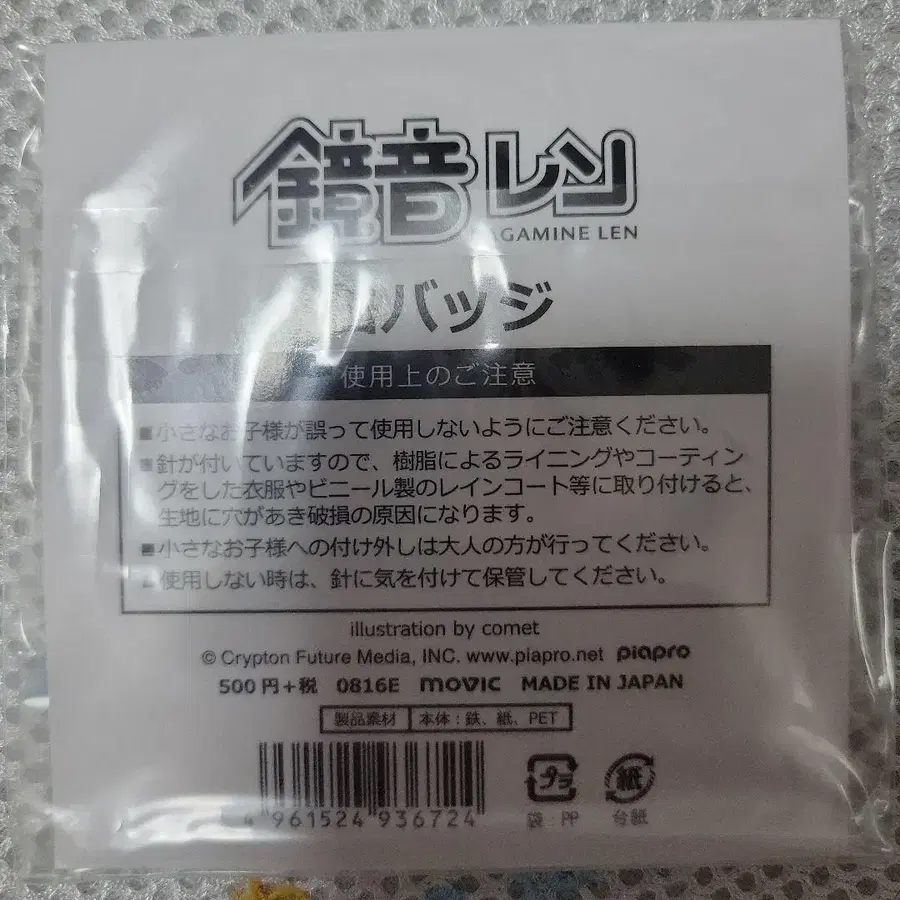 鏡音レン
KAGAMINE LEN
缶バッジ
使用上のご注意
■小さなお子様が誤って使用しないようにご注意ください。
■針が付いていますので、樹脂によるライニングやコーティン
グをした衣服やビニール製のレインコート等に取り付けると、
生地に穴があき破損の原因になります。
■小さなお子様への付け外しは大人の方が行ってください。
■使用しない時は、針に気を付けて保管してください。
illustration by comet
© Crypton Future Media, INC. www.piapro.net piapro
500円+税 0816E movic MADE IN JAPAN
製品素材 本体:鉄、紙、PET
4 961524 936724
プラ 紙
袋:PP 台紙